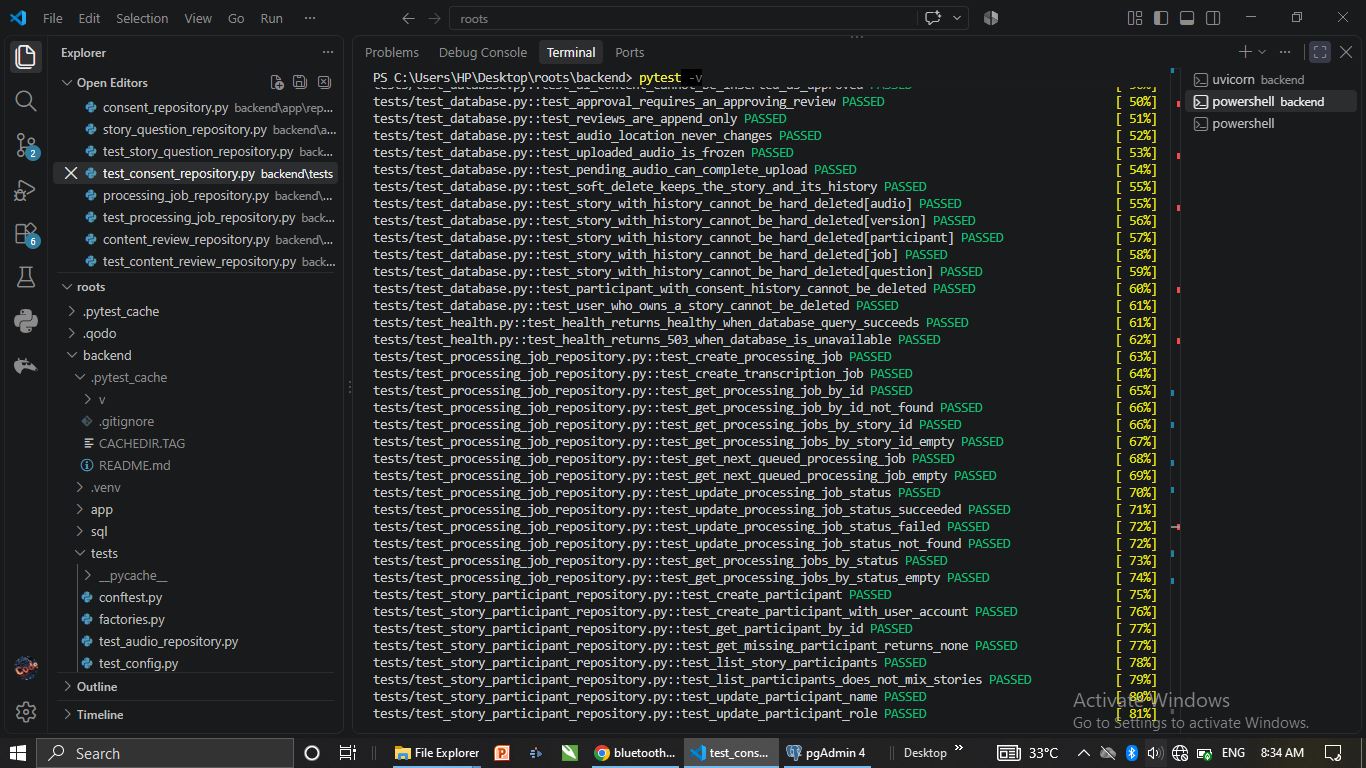 File Edit Selection View Go Run ···
roots
Explorer
Open Editors
consent_repository.py backend\app\rep...
story_question_repository.py backend\a...
test_story_question_repository.py back...
test_consent_repository.py backend\tests
processing_job_repository.py backend\...
test_processing_job_repository.py back...
content_review_repository.py backend\...
test_content_review_repository.py back...
roots
.pytest_cache
.qodo
backend
.pytest_cache
v
.gitignore
CACHEDIR.TAG
README.md
.venv
app
sql
tests
__pycache__
conftest.py
factories.py
test_audio_repository.py
test_config.py
Outline
Timeline
2
6
Problems Debug Console Terminal Ports
PS C:\Users\HP\Desktop\roots\backend> pytest -v
tests/test_database.py::test_ai_content_cannot_be_inserted_as_approved PASSED [ 50%]
tests/test_database.py::test_approval_requires_an_approving_review PASSED [ 50%]
tests/test_database.py::test_reviews_are_append_only PASSED [ 51%]
tests/test_database.py::test_audio_location_never_changes PASSED [ 52%]
tests/test_database.py::test_uploaded_audio_is_frozen PASSED [ 53%]
tests/test_database.py::test_pending_audio_can_complete_upload PASSED [ 54%]
tests/test_database.py::test_soft_delete_keeps_the_story_and_its_history PASSED [ 55%]
tests/test_database.py::test_story_with_history_cannot_be_hard_deleted[audio] PASSED [ 55%]
tests/test_database.py::test_story_with_history_cannot_be_hard_deleted[version] PASSED [ 56%]
tests/test_database.py::test_story_with_history_cannot_be_hard_deleted[participant] PASSED [ 57%]
tests/test_database.py::test_story_with_history_cannot_be_hard_deleted[job] PASSED [ 58%]
tests/test_database.py::test_story_with_history_cannot_be_hard_deleted[question] PASSED [ 59%]
tests/test_database.py::test_participant_with_consent_history_cannot_be_deleted PASSED [ 60%]
tests/test_database.py::test_user_who_owns_a_story_cannot_be_deleted PASSED [ 61%]
tests/test_health.py::test_health_returns_healthy_when_database_query_succeeds PASSED [ 61%]
tests/test_health.py::test_health_returns_503_when_database_is_unavailable PASSED [ 62%]
tests/test_processing_job_repository.py::test_create_processing_job PASSED [ 63%]
tests/test_processing_job_repository.py::test_create_transcription_job PASSED [ 64%]
tests/test_processing_job_repository.py::test_get_processing_job_by_id PASSED [ 65%]
tests/test_processing_job_repository.py::test_get_processing_job_by_id_not_found PASSED [ 66%]
tests/test_processing_job_repository.py::test_get_processing_jobs_by_story_id PASSED [ 66%]
tests/test_processing_job_repository.py::test_get_processing_jobs_by_story_id_empty PASSED [ 67%]
tests/test_processing_job_repository.py::test_get_next_queued_processing_job PASSED [ 68%]
tests/test_processing_job_repository.py::test_get_next_queued_processing_job_empty PASSED [ 69%]
tests/test_processing_job_repository.py::test_update_processing_job_status PASSED [ 70%]
tests/test_processing_job_repository.py::test_update_processing_job_status_succeeded PASSED [ 71%]
tests/test_processing_job_repository.py::test_update_processing_job_status_failed PASSED [ 72%]
tests/test_processing_job_repository.py::test_update_processing_job_status_not_found PASSED [ 72%]
tests/test_processing_job_repository.py::test_get_processing_jobs_by_status PASSED [ 73%]
tests/test_processing_job_repository.py::test_get_processing_jobs_by_status_empty PASSED [ 74%]
tests/test_story_participant_repository.py::test_create_participant PASSED [ 75%]
tests/test_story_participant_repository.py::test_create_participant_with_user_account PASSED [ 76%]
tests/test_story_participant_repository.py::test_get_participant_by_id PASSED [ 77%]
tests/test_story_participant_repository.py::test_get_missing_participant_returns_none PASSED [ 77%]
tests/test_story_participant_repository.py::test_list_story_participants PASSED [ 78%]
tests/test_story_participant_repository.py::test_list_participants_does_not_mix_stories PASSED [ 79%]
tests/test_story_participant_repository.py::test_update_participant_name PASSED [ 80%]
tests/test_story_participant_repository.py::test_update_participant_role PASSED [ 81%]
uvicorn backend
powershell backend
powershell
Activate Windows
Go to Settings to activate Windows.
Search
File Explorer
bluetooth...
test_cons...
pgAdmin 4
Desktop
33°C
ENG
8:34 AM